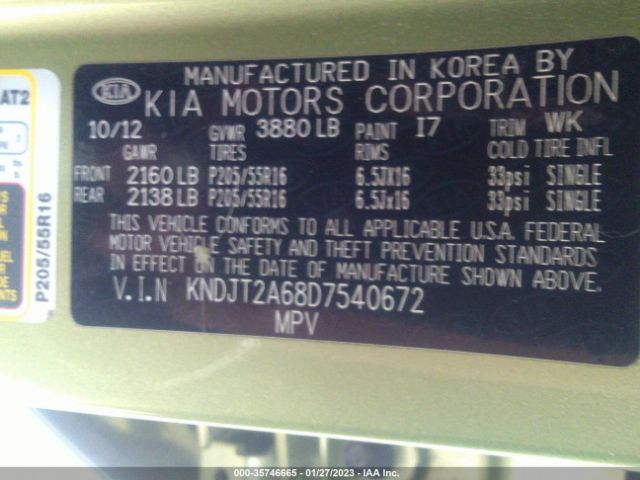 MANUFACTURED IN KOREA BY
KIA KIA MOTORS CORPORATION
10/12 GVWR 3880 LB PAINT I7 TRIM WK
GAWR TIRES RIMS COLD TIRE INFL
FRONT 2160 LB P205/55R16 6.5JX16 33psi SINGLE
REAR 2138 LB P205/55R16 6.5Jx16 33psi SINGLE
THIS VEHICLE CONFORMS TO ALL APPLICABLE U.S.A. FEDERAL
MOTOR VEHICLE SAFETY AND THEFT PREVENTION STANDARDS
IN EFFECT ON THE DATE OF MANUFACTURE SHOWN ABOVE.
V.I.N KNDJT2A68D7540672
MPV
AT2
P205/55R16
000-35746665 - 01/27/2023 - IAA Inc.